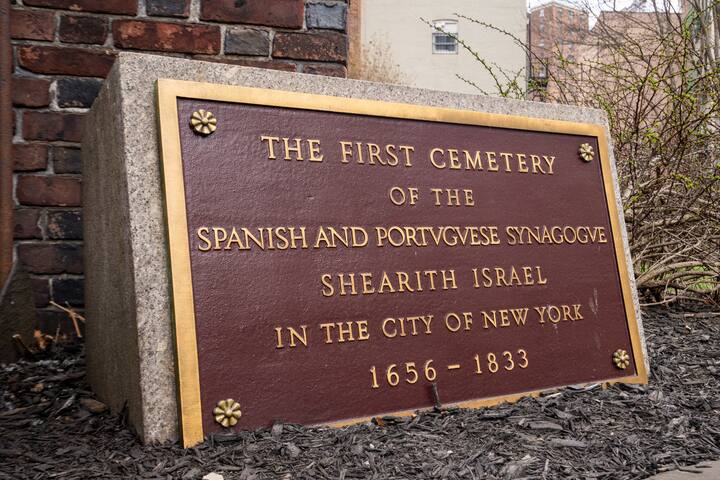 THE FIRST CEMETERY
OF THE
SPANISH AND PORTVGVESE SYNAGOGVE
SHEARITH ISRAEL
IN THE CITY OF NEW YORK
1656 - 1833